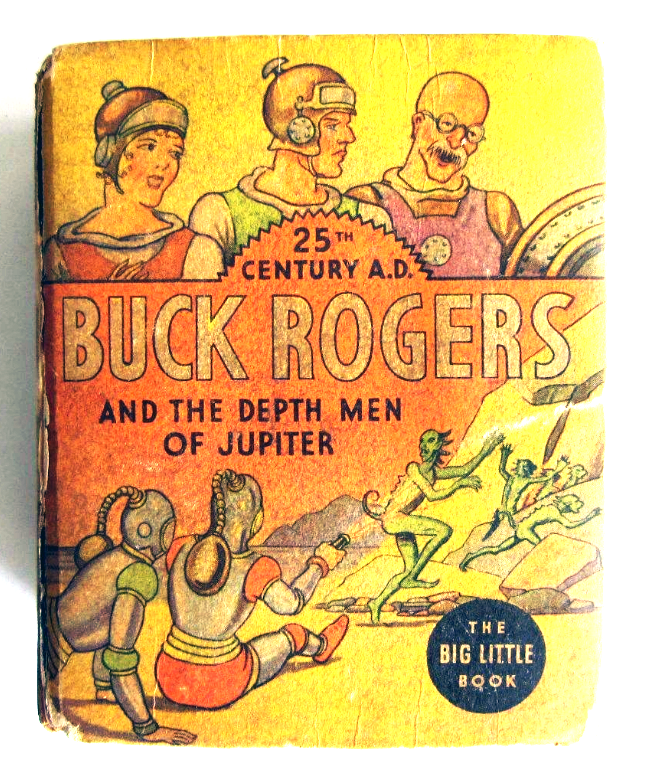 25TH
CENTURY A.D.
BUCK ROGERS
AND THE DEPTH MEN
OF JUPITER
THE
BIG LITTLE
BOOK